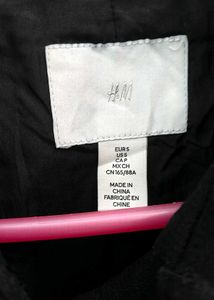 H&M
EUR S
US S
CA P
MX CH
CN 165/88A
MADE IN
CHINA
FABRIQUÉ EN
CHINE